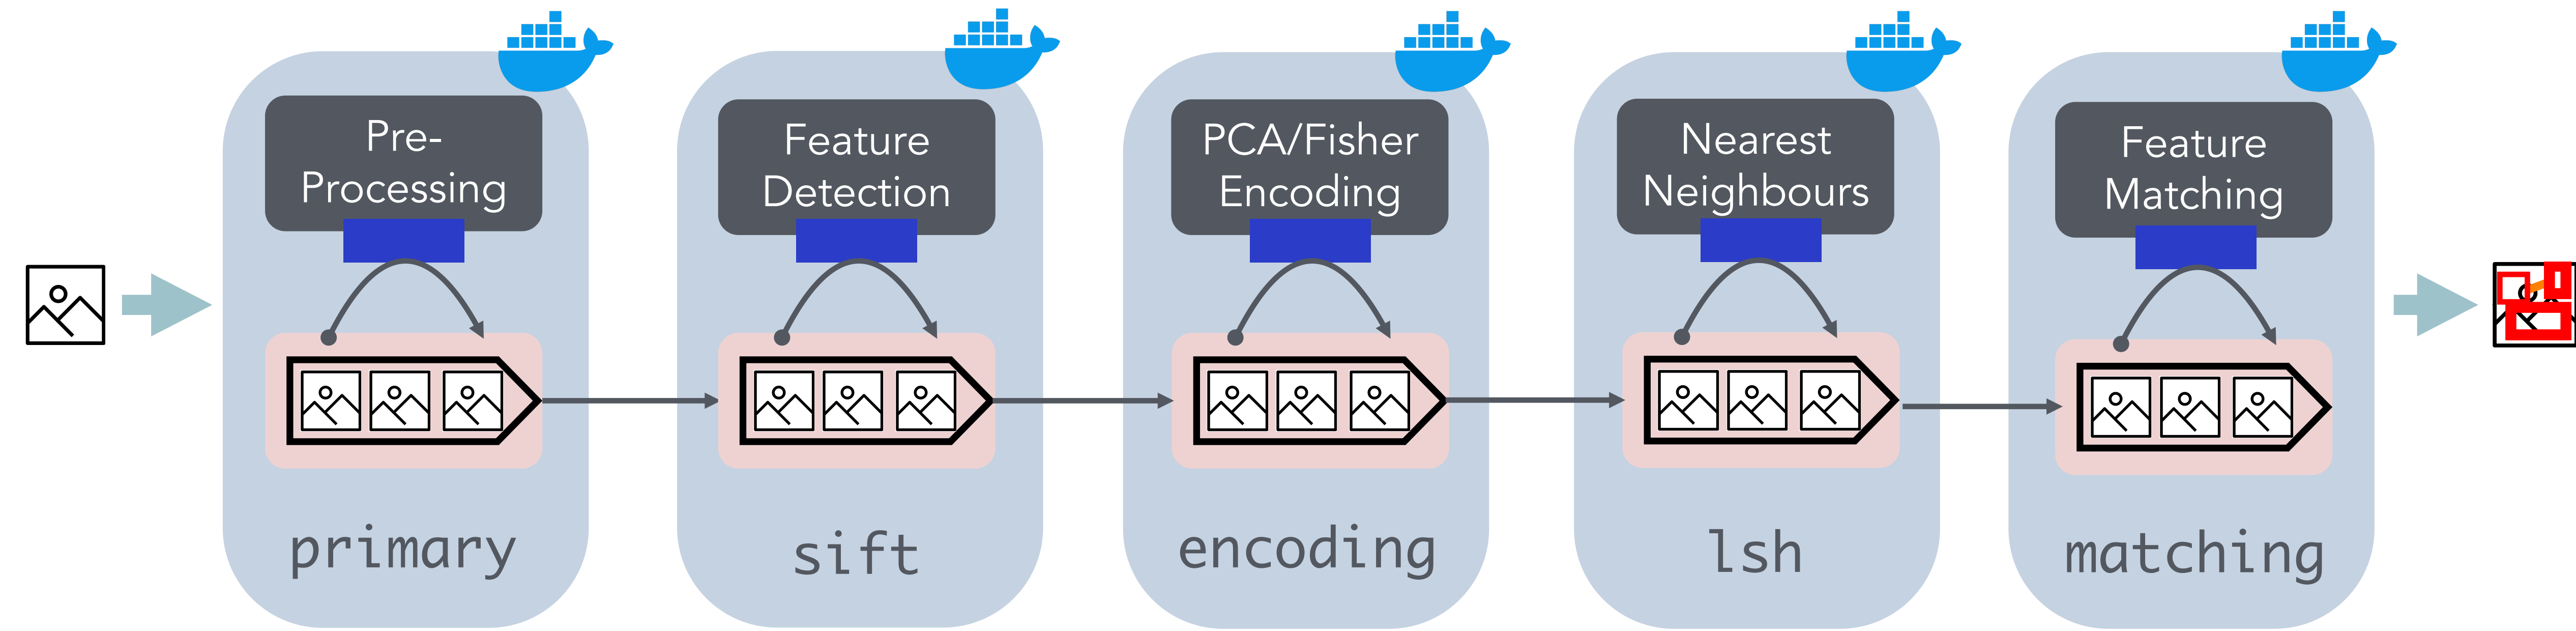 Pre-
Processing
primary
Feature
Detection
sift
PCA/Fisher
Encoding
encoding
Nearest
Neighbours
lsh
Feature
Matching
matching